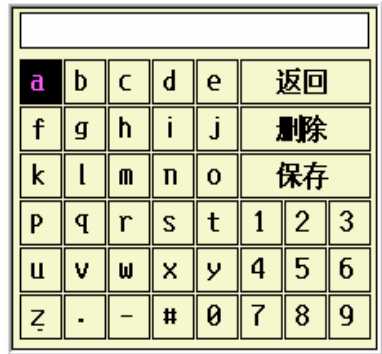 a b c d e 返回
f g h i j 删除
k l m n o 保存
p q r s t 1 2 3
u v w x y 4 5 6
z . - # 0 7 8 9